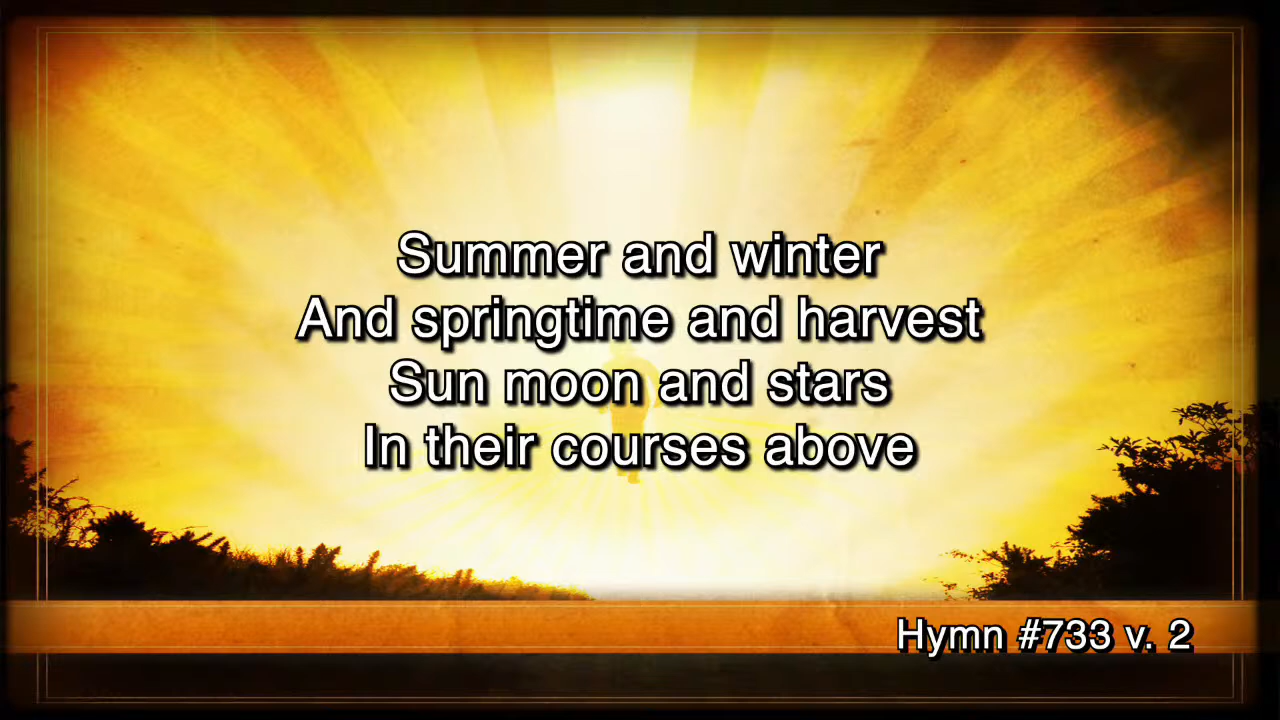 Summer and winter
And springtime and harvest
Sun moon and stars
In their courses above
Hymn #733 v. 2